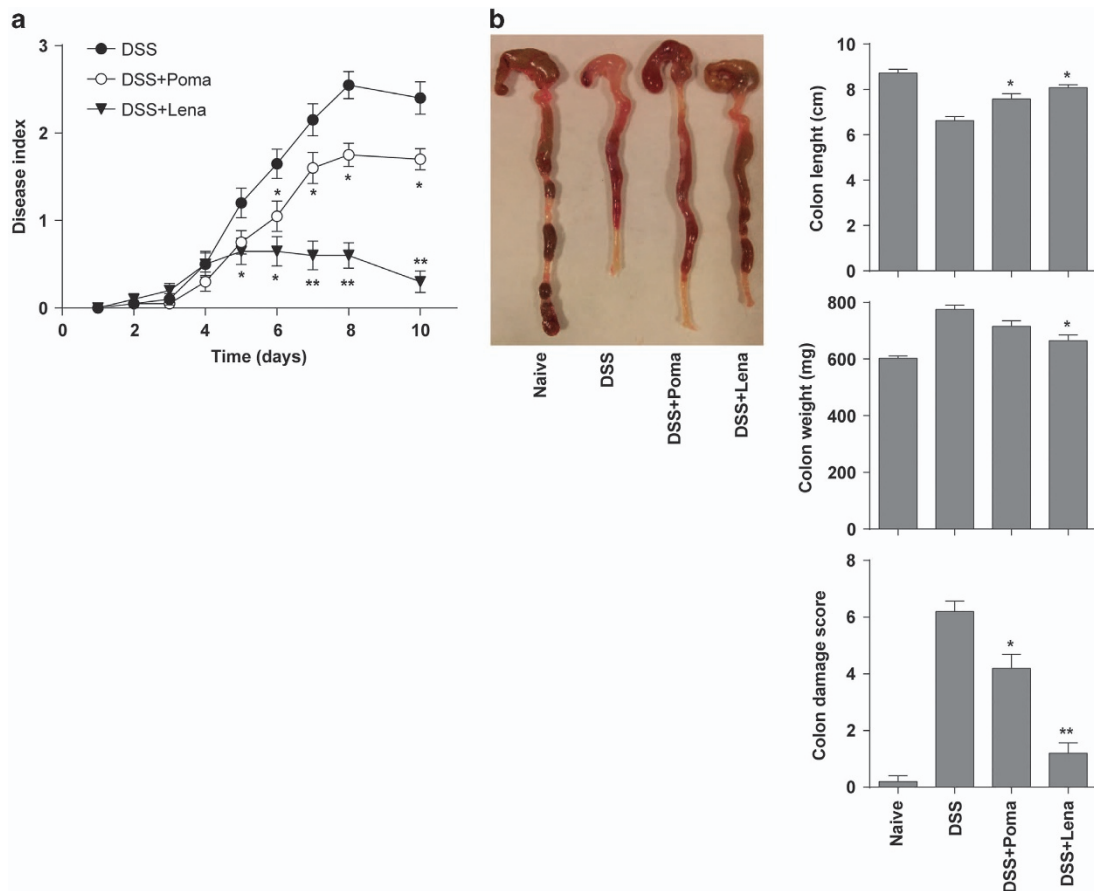 a
3
2
1
0
Disease index
DSS
DSS+Poma
DSS+Lena
*
*
*
*
*
*
**
**
**
0 2 4 6 8 10
Time (days)
b
Naive
DSS
DSS+Poma
DSS+Lena
10
8
6
4
2
0
Colon lenght (cm)
* *
800
600
400
200
0
Colon weight (mg)
*
8
6
4
2
0
Colon damage score
*
**
Naive
DSS
DSS+Poma
DSS+Lena